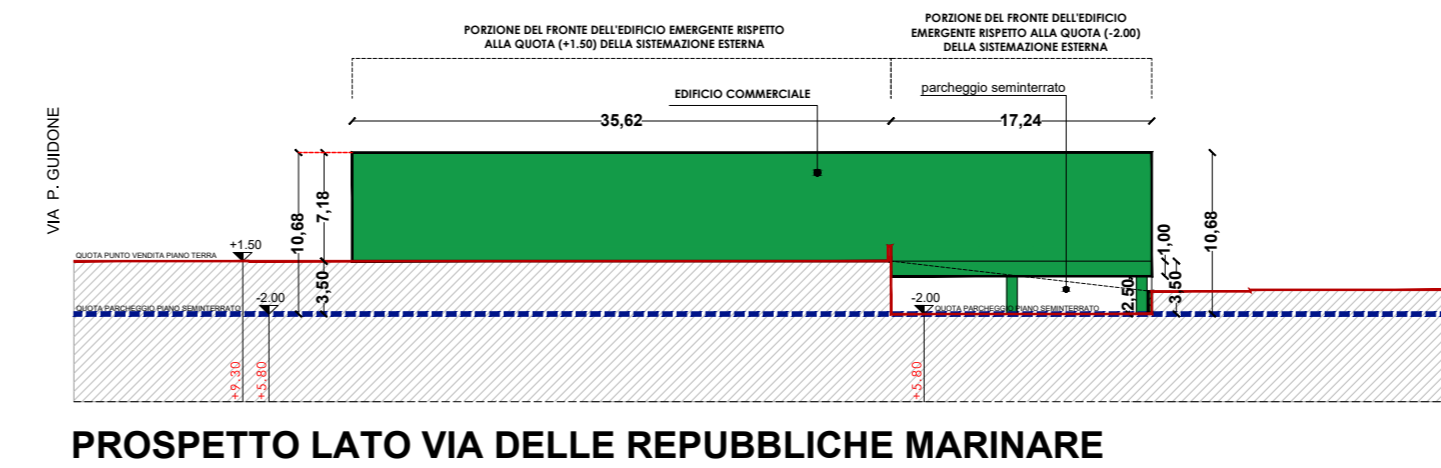 PORZIONE DEL FRONTE DELL'EDIFICIO EMERGENTE RISPETTO
ALLA QUOTA (+1.50) DELLA SISTEMAZIONE ESTERNA
PORZIONE DEL FRONTE DELL'EDIFICIO
EMERGENTE RISPETTO ALLA QUOTA (-2.00)
DELLA SISTEMAZIONE ESTERNA
EDIFICIO COMMERCIALE
parcheggio seminterrato
35,62
17,24
VIA P. GUIDONE
10,68
7,18
3,50
1,00
10,68
2,50
3,50
QUOTA PUNTO VENDITA PIANO TERRA
+1.50
QUOTA PARCHEGGIO PIANO SEMINTERRATO
-2.00
-2.00
QUOTA PARCHEGGIO PIANO SEMINTERRATO
+9.30
+5.80
+5.80
PROSPETTO LATO VIA DELLE REPUBBLICHE MARINARE